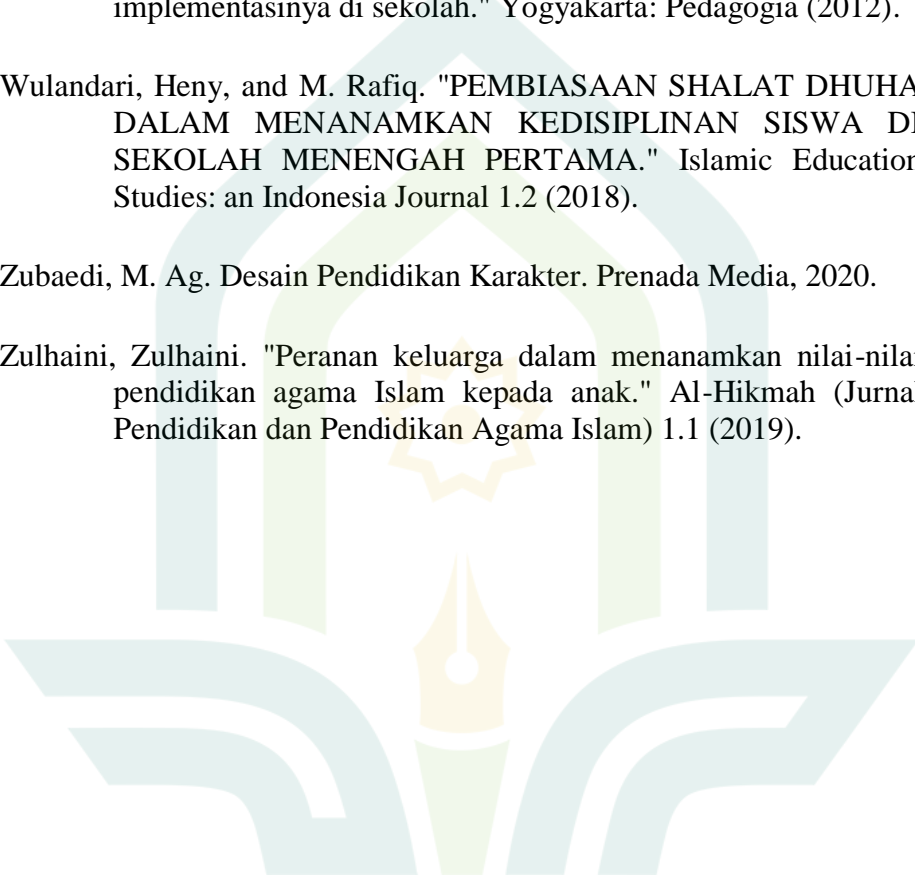 implementasinya di sekolah." Yogyakarta: Pedagogia (2012).
Wulandari, Heny, and M. Rafiq. "PEMBIASAAN SHALAT DHUHA
DALAM MENANAMKAN KEDISIPLINAN SISWA DI
SEKOLAH MENENGAH PERTAMA." Islamic Education
Studies: an Indonesia Journal 1.2 (2018).
Zubaedi, M. Ag. Desain Pendidikan Karakter. Prenada Media, 2020.
Zulhaini, Zulhaini. "Peranan keluarga dalam menanamkan nilai-nilai
pendidikan agama Islam kepada anak." Al-Hikmah (Jurnal
Pendidikan dan Pendidikan Agama Islam) 1.1 (2019).